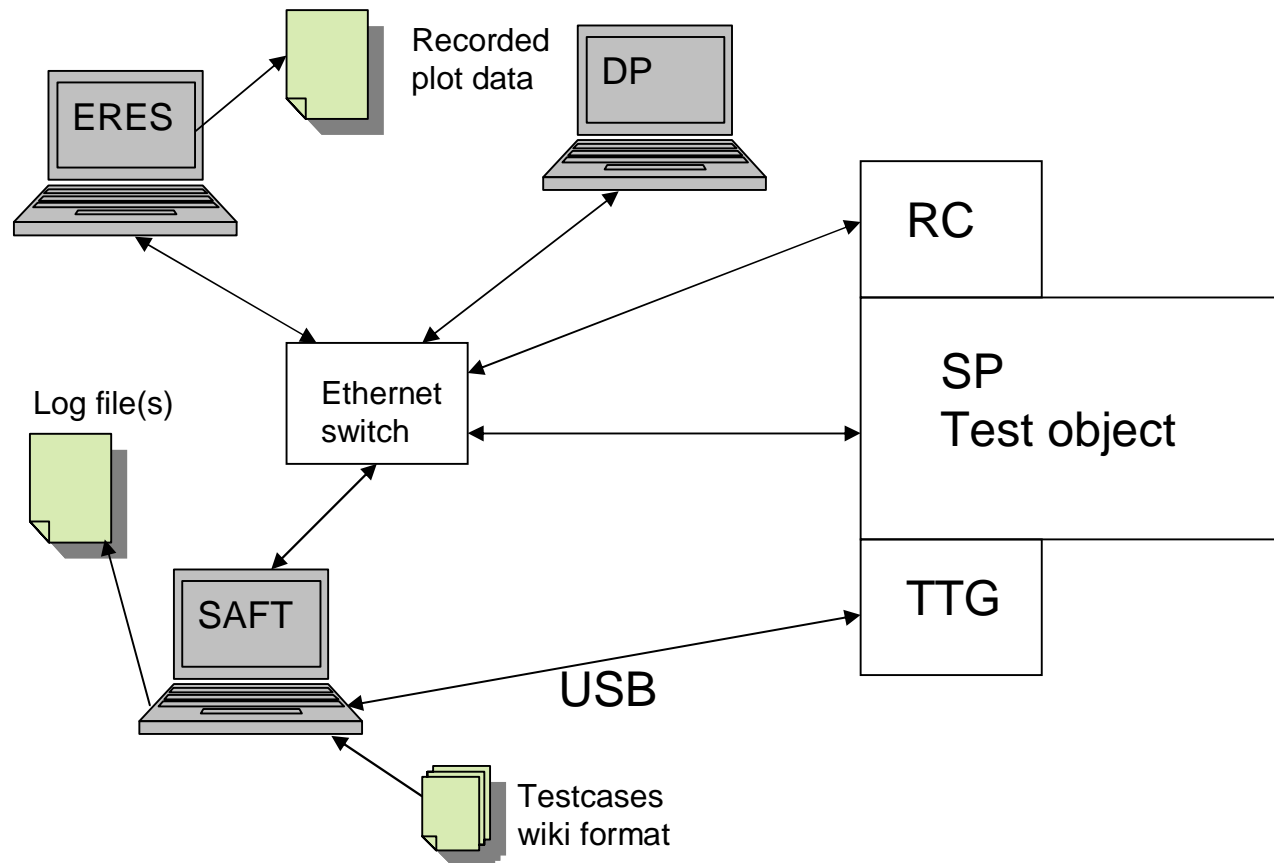 Recorded
plot data
ERES
DP
RC
Ethernet
switch
SP
Test object
Log file(s)
SAFT
TTG
USB
Testcases
wiki format